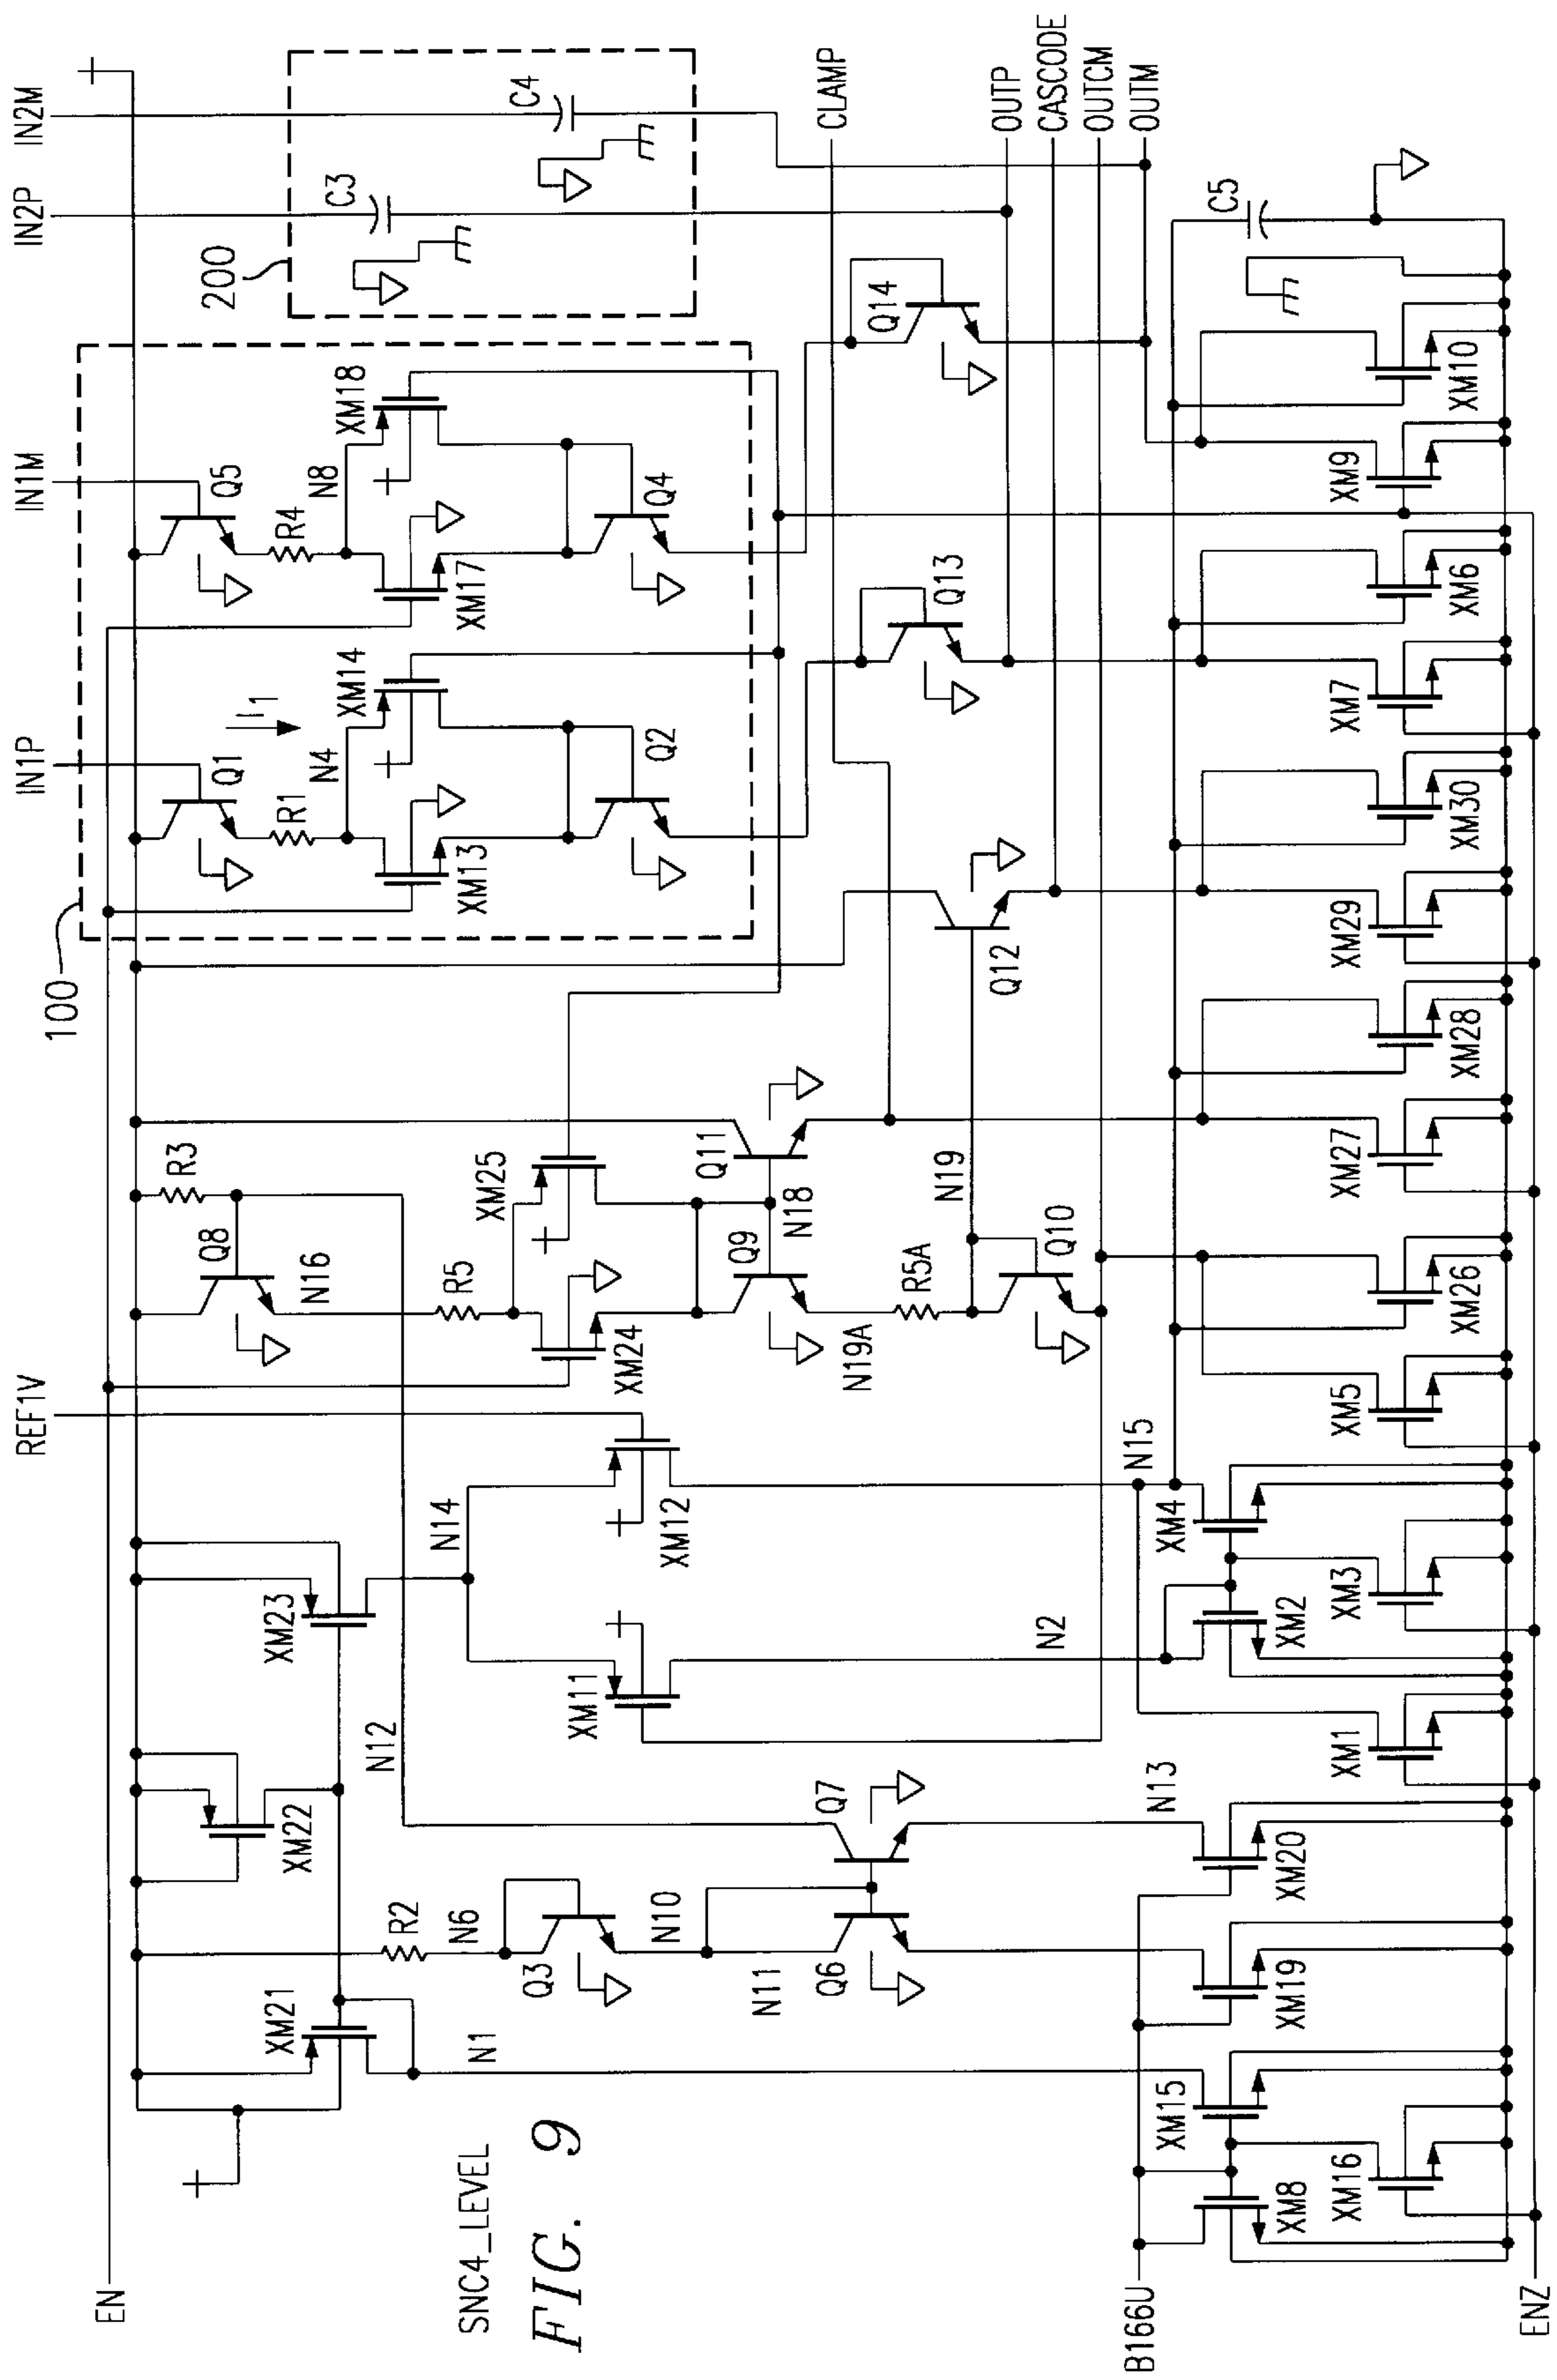 IN2M
IN2P
IN1M
IN1P
REF1V
EN
200
C4
C3
100
Q5
R4
N8
XM18
XM17
Q4
Q1
I1
R1
N4
XM14
XM13
Q2
CLAMP
OUTP
CASCODE
OUTCM
OUTM
Q14
Q13
Q12
C5
XM10
XM9
XM6
XM7
XM30
XM29
XM28
XM27
XM26
XM5
R3
Q8
N16
R5
XM25
XM24
Q11
N18
Q9
N19A
R5A
N19
Q10
N15
XM4
XM3
XM2
XM1
N14
XM12
XM11
N2
XM23
N12
XM22
Q7
N13
XM20
R2
N6
Q3
N10
N11
Q6
XM19
XM21
N1
XM15
XM16
XM8
B166U
ENZ
SNC4_LEVEL
FIG. 9